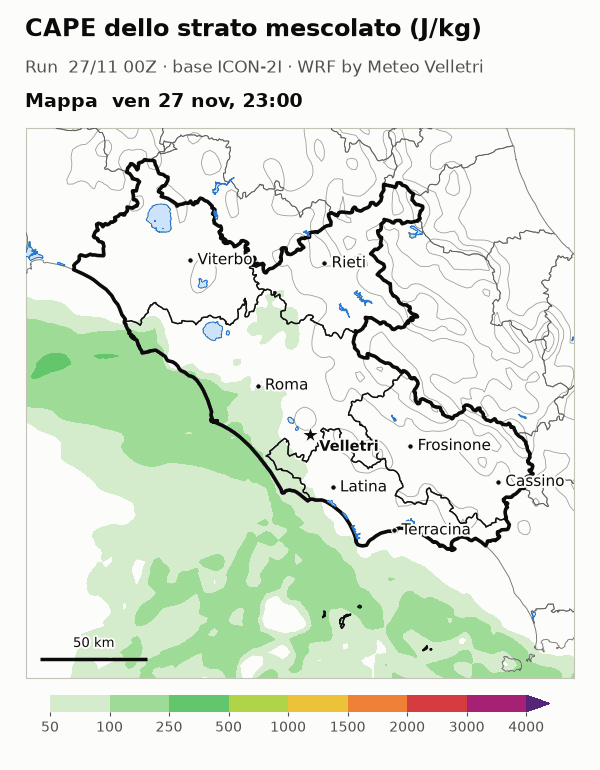 CAPE dello strato mescolato (J/kg)
Run  27/11 00Z · base ICON-2I · WRF by Meteo Velletri
Mappa  ven 27 nov, 23:00
Viterbo
Rieti
Roma
Velletri
Frosinone
Cassino
Latina
Terracina
50 km
50 100 250 500 1000 1500 2000 3000 4000